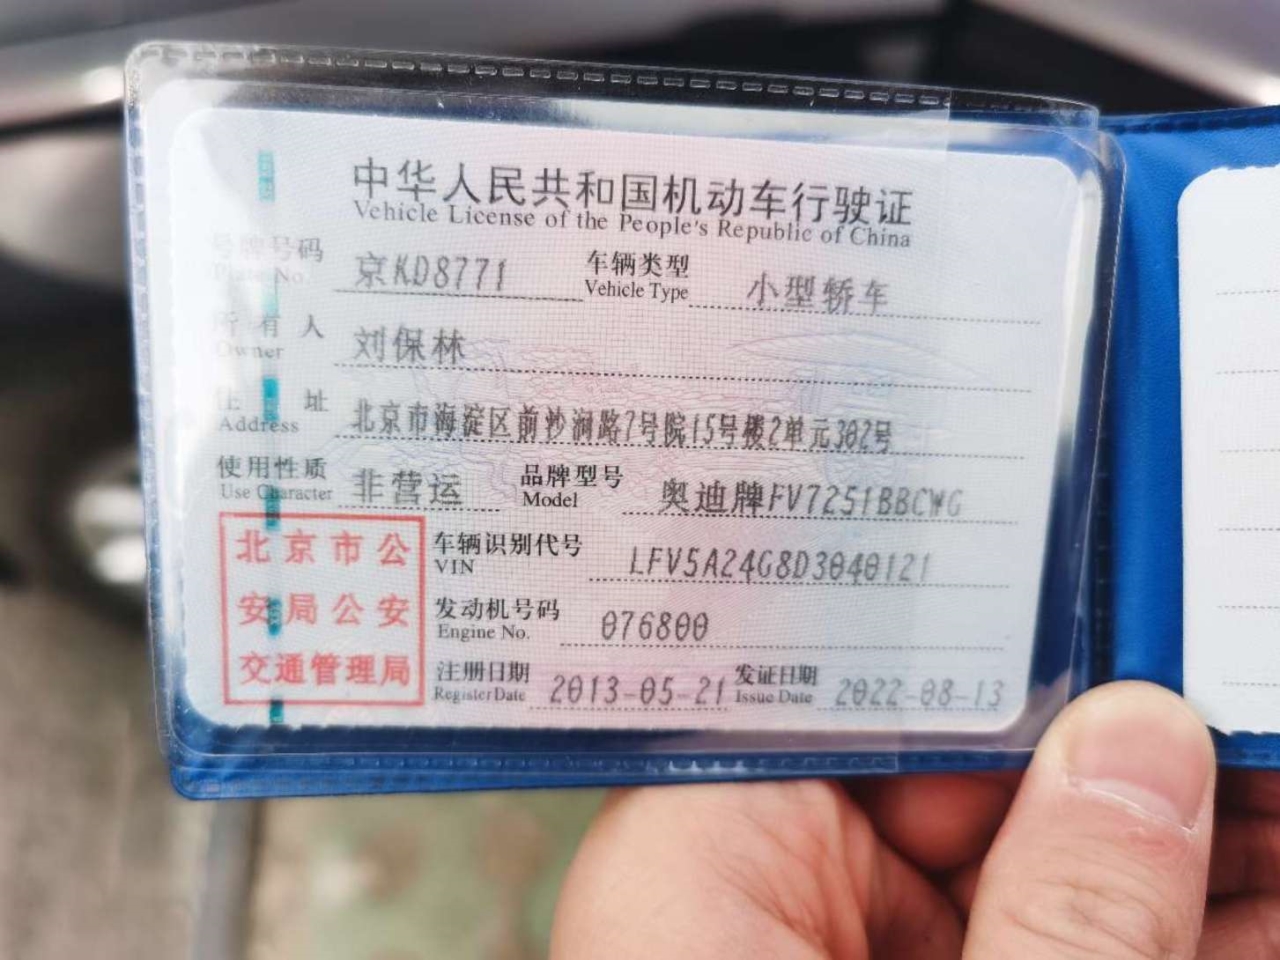 中华人民共和国机动车行驶证
Vehicle License of the People's Republic of China
号牌号码 京KD8771 车辆类型 小型轿车
Plate No. Vehicle Type
所有人 刘保林
Owner
住址 北京市海淀区前沙涧路7号院15号楼2单元302号
Address
使用性质 非营运 品牌型号 奥迪牌FV7251BBCWG
Use Character Model
北京市公
安局公安
交通管理局
车辆识别代号 LFV5A24G8D3040121
VIN
发动机号码 076800
Engine No.
注册日期 2013-05-21 发证日期 2022-08-13
Register Date Issue Date